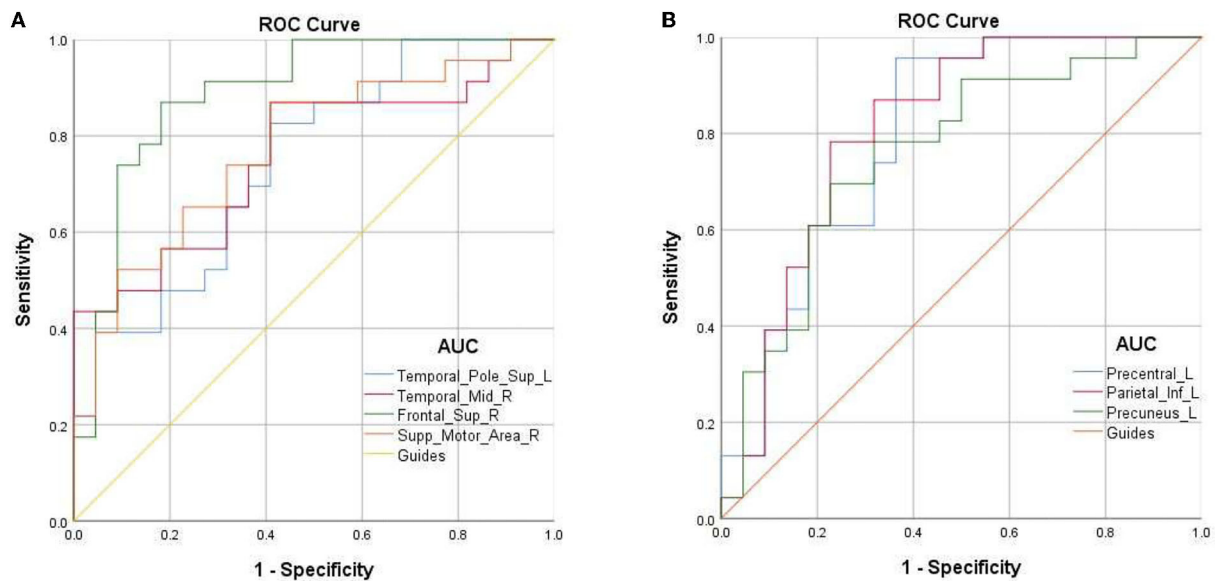 A
ROC Curve
1.0
0.8
0.6
0.4
0.2
0.0
Sensitivity
AUC
Temporal_Pole_Sup_L
Temporal_Mid_R
Frontal_Sup_R
Supp_Motor_Area_R
Guides
0.0 0.2 0.4 0.6 0.8 1.0
1 - Specificity
B
ROC Curve
1.0
0.8
0.6
0.4
0.2
0.0
Sensitivity
AUC
Precentral_L
Parietal_Inf_L
Precuneus_L
Guides
0.0 0.2 0.4 0.6 0.8 1.0
1 - Specificity